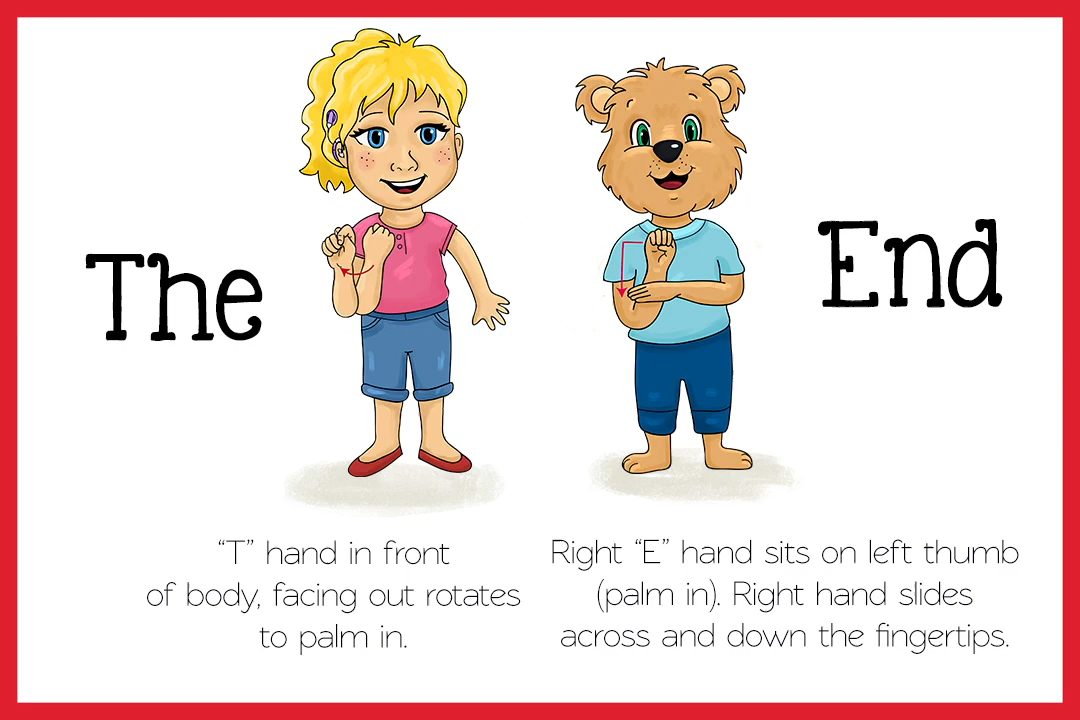 The
End
“T” hand in front
of body, facing out rotates
to palm in.
Right “E” hand sits on left thumb
(palm in). Right hand slides
across and down the fingertips.